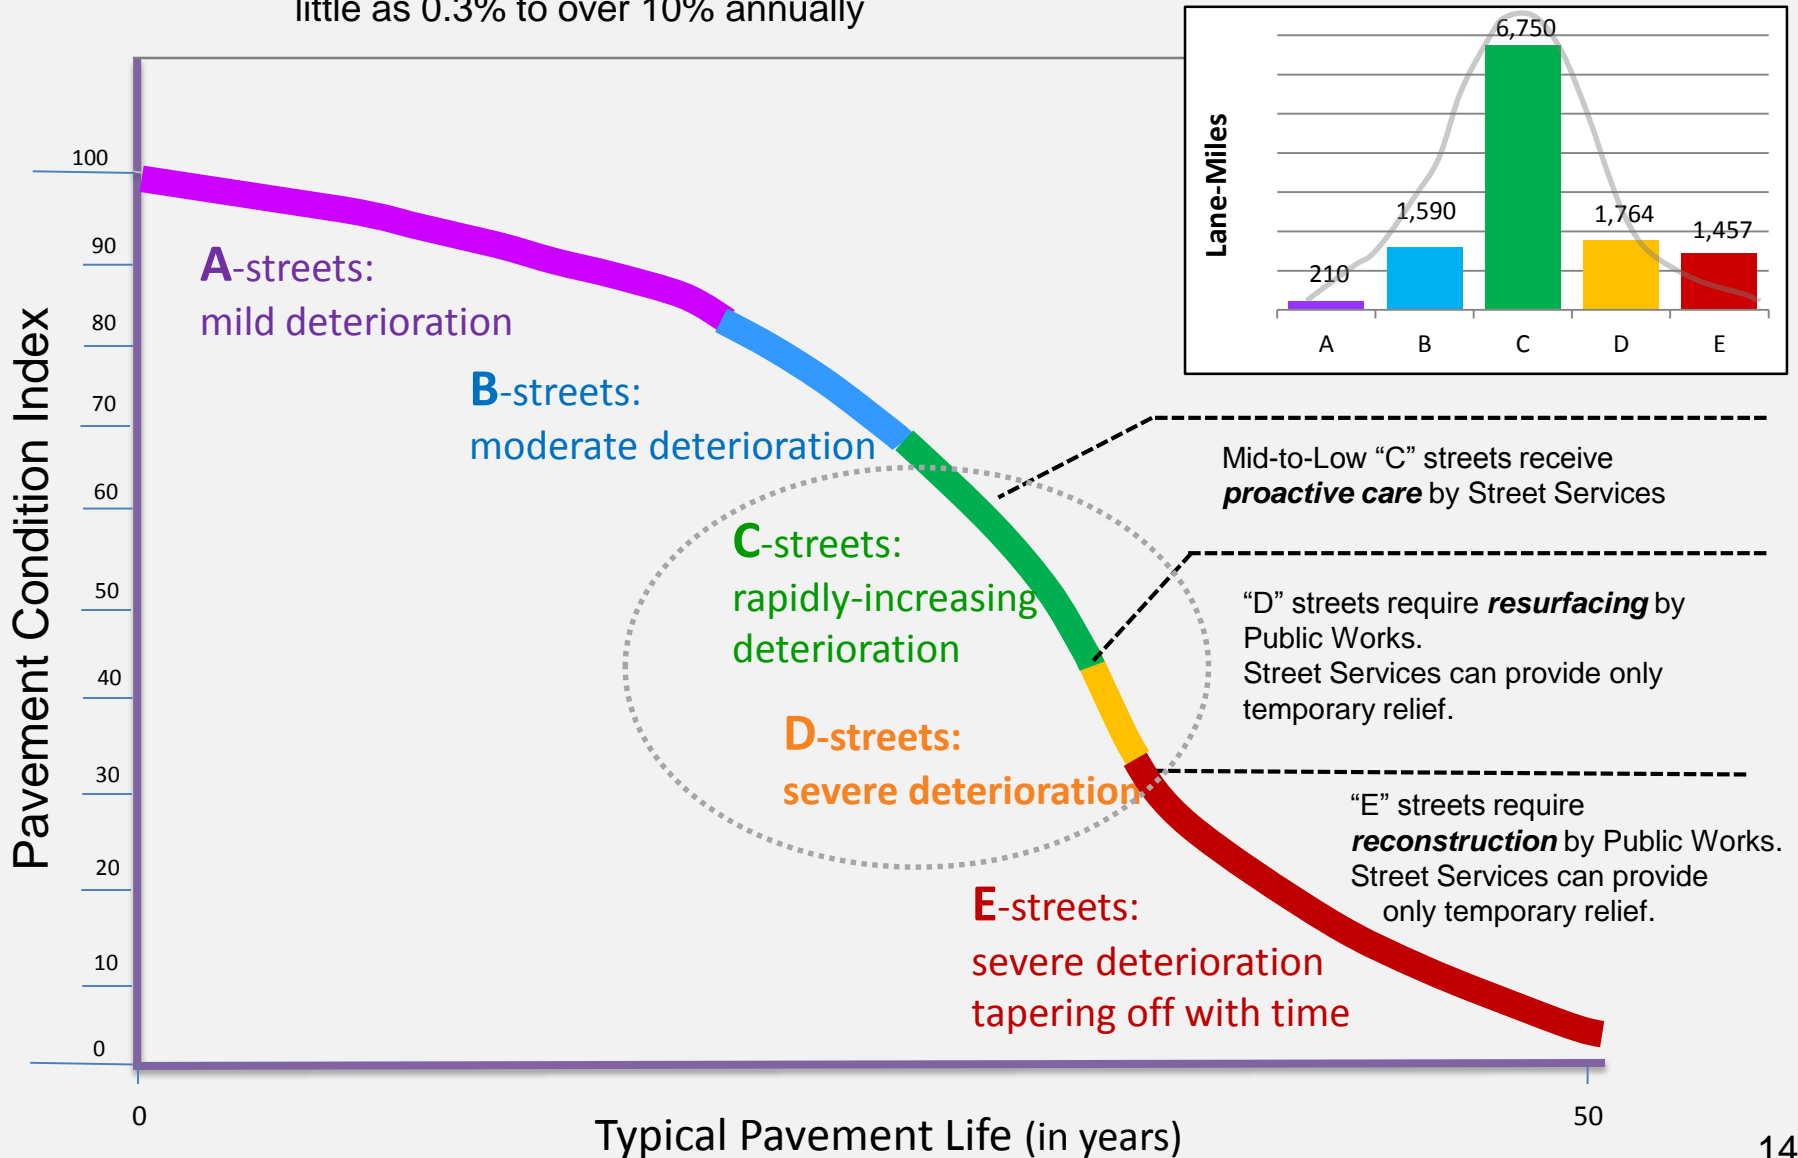 little as 0.3% to over 10% annually
6,750
1,590
1,764
1,457
210
Lane-Miles
A
B
C
D
E
Pavement Condition Index
100
90
80
70
60
50
40
30
20
10
0
A-streets:
mild deterioration
B-streets:
moderate deterioration
C-streets:
rapidly-increasing
deterioration
D-streets:
severe deterioration
E-streets:
severe deterioration
tapering off with time
Mid-to-Low “C” streets receive
proactive care by Street Services
“D” streets require resurfacing by
Public Works.
Street Services can provide only
temporary relief.
“E” streets require
reconstruction by Public Works.
Street Services can provide
only temporary relief.
0
50
Typical Pavement Life (in years)
14